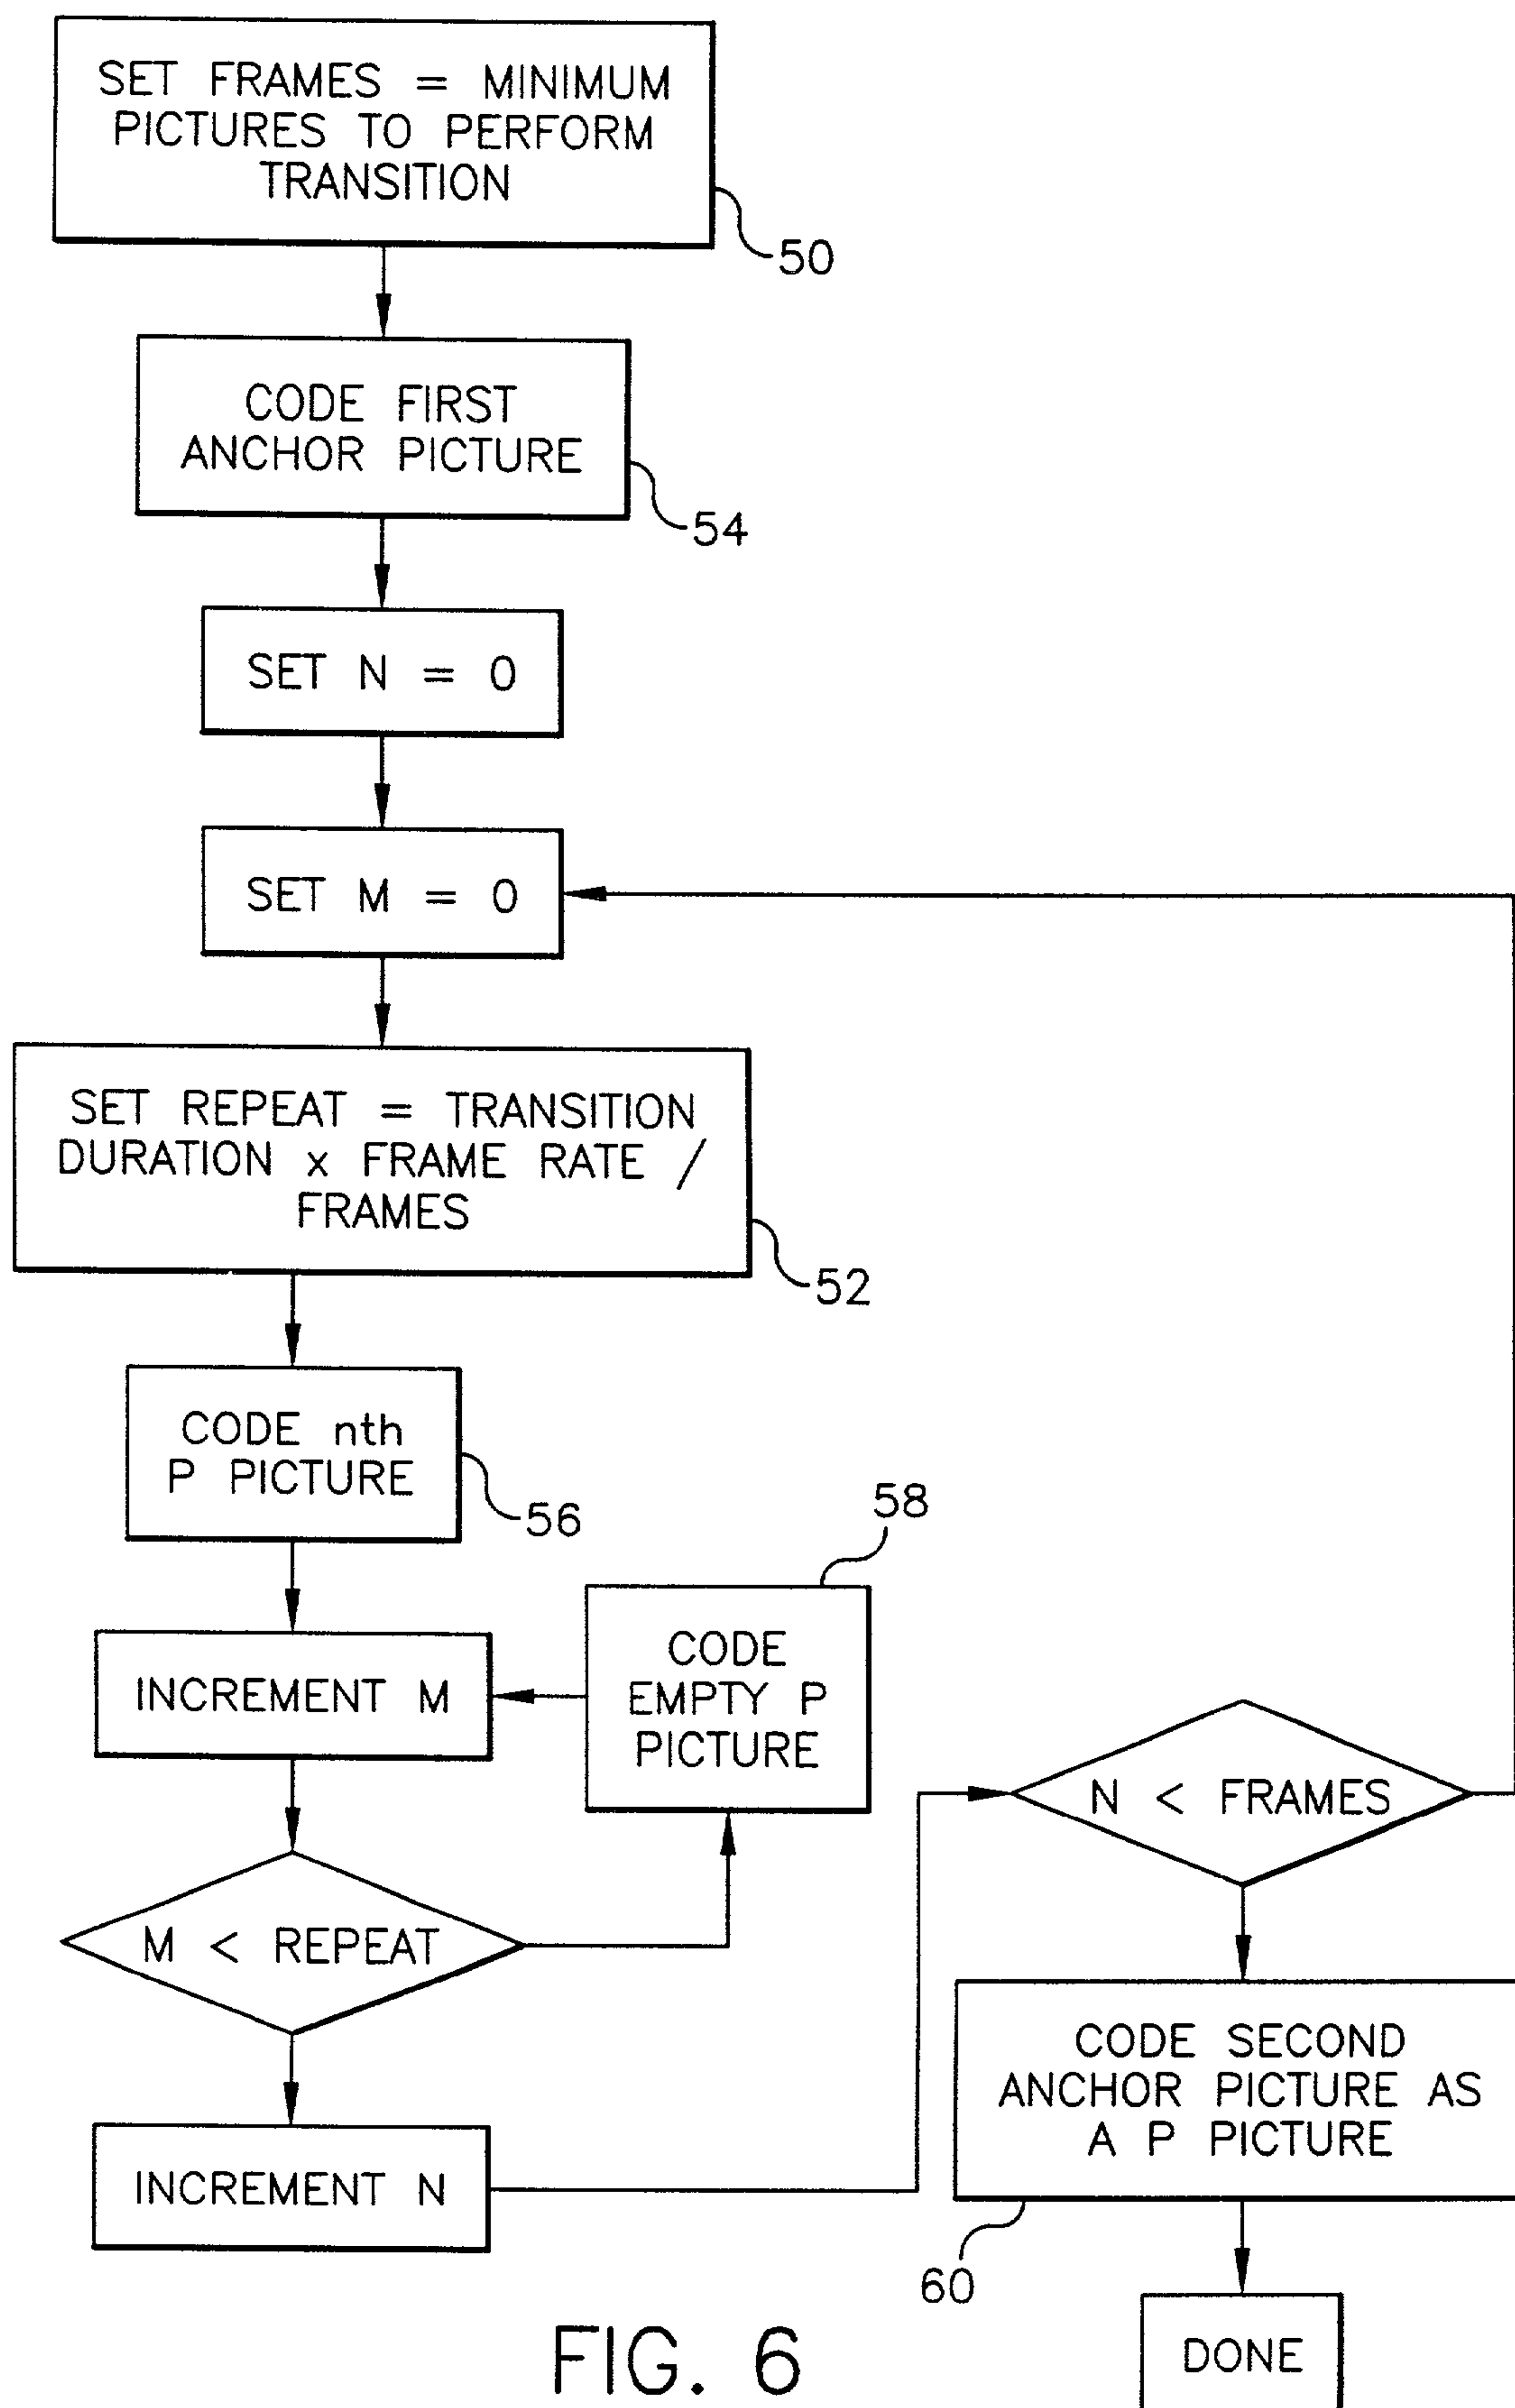 SET FRAMES = MINIMUM
PICTURES TO PERFORM
TRANSITION
50
CODE FIRST
ANCHOR PICTURE
54
SET N = 0
SET M = 0
SET REPEAT = TRANSITION
DURATION x FRAME RATE /
FRAMES
52
CODE nth
P PICTURE
56
58
CODE
EMPTY P
PICTURE
INCREMENT M
M < REPEAT
INCREMENT N
N < FRAMES
CODE SECOND
ANCHOR PICTURE AS
A P PICTURE
60
DONE
FIG. 6